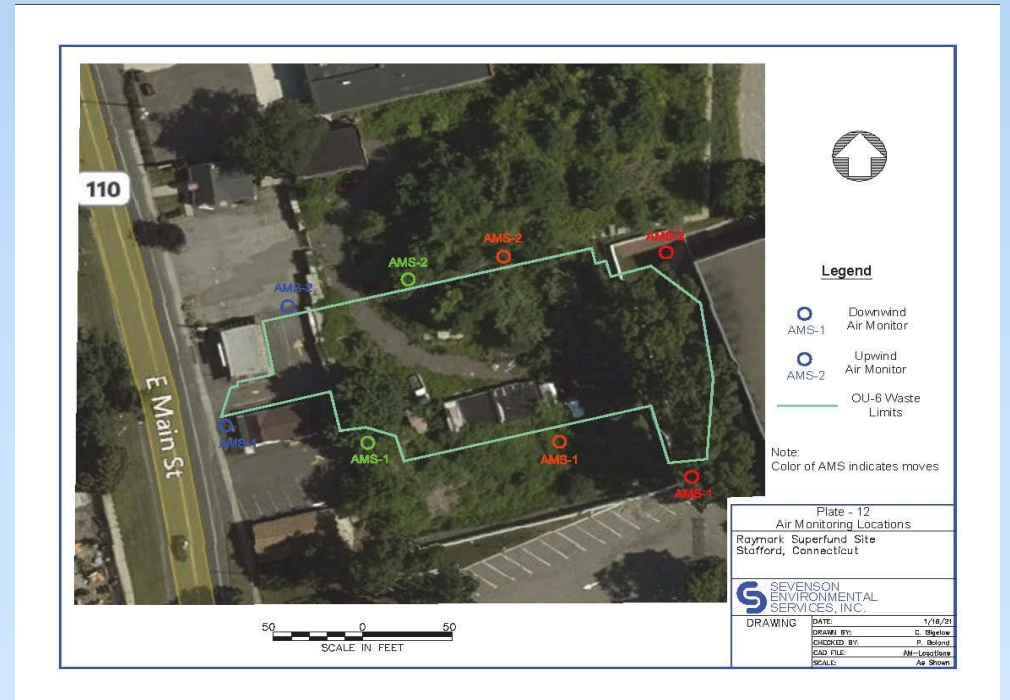 110
E Main St
AMS-2
AMS-2
AMS-2
AMS-2
AMS-1
AMS-1
AMS-1
AMS-1
Legend
AMS-1
Downwind
Air Monitor
AMS-2
Upwind
Air Monitor
OU-6 Waste
Limits
Note:
Color of AMS indicates moves
50 0 50
SCALE IN FEET
Plate - 12
Air Monitoring Locations
Raymark Superfund Site
Stafford, Connecticut
S SEVENSON
ENVIRONMENTAL
SERVICES, INC.
DRAWING
DATE: 1/18/21
DRAWN BY: C. Bigelow
CHECKED BY: P. Boland
CAD FILE: AM-Locations
SCALE: As Shown